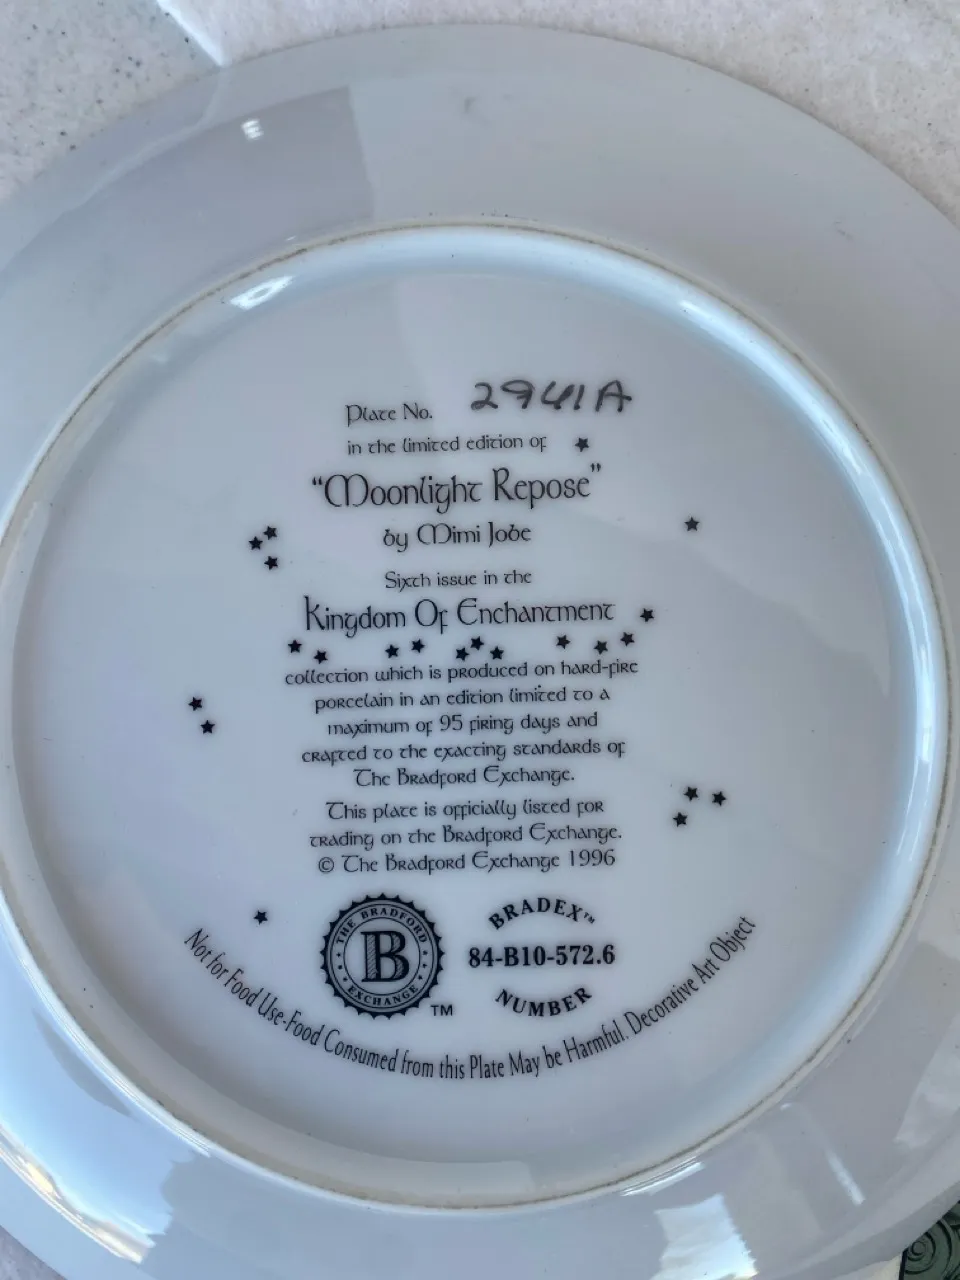 Plate No. 2941A
in the limited edition of
"Moonlight Repose"
by Mimi Jobe
Sixth issue in the
Kingdom Of Enchantment
collection which is produced on hard-fire
porcelain in an edition limited to a
maximum of 95 firing days and
crafted to the exacting standards of
The Bradford Exchange.
This plate is officially listed for
trading on the Bradford Exchange.
© The Bradford Exchange 1996
THE BRADFORD
B
EXCHANGE
TM
BRADEX™
84-B10-572.6
NUMBER
Not for Food Use-Food Consumed from this Plate May be Harmful. Decorative Art Object